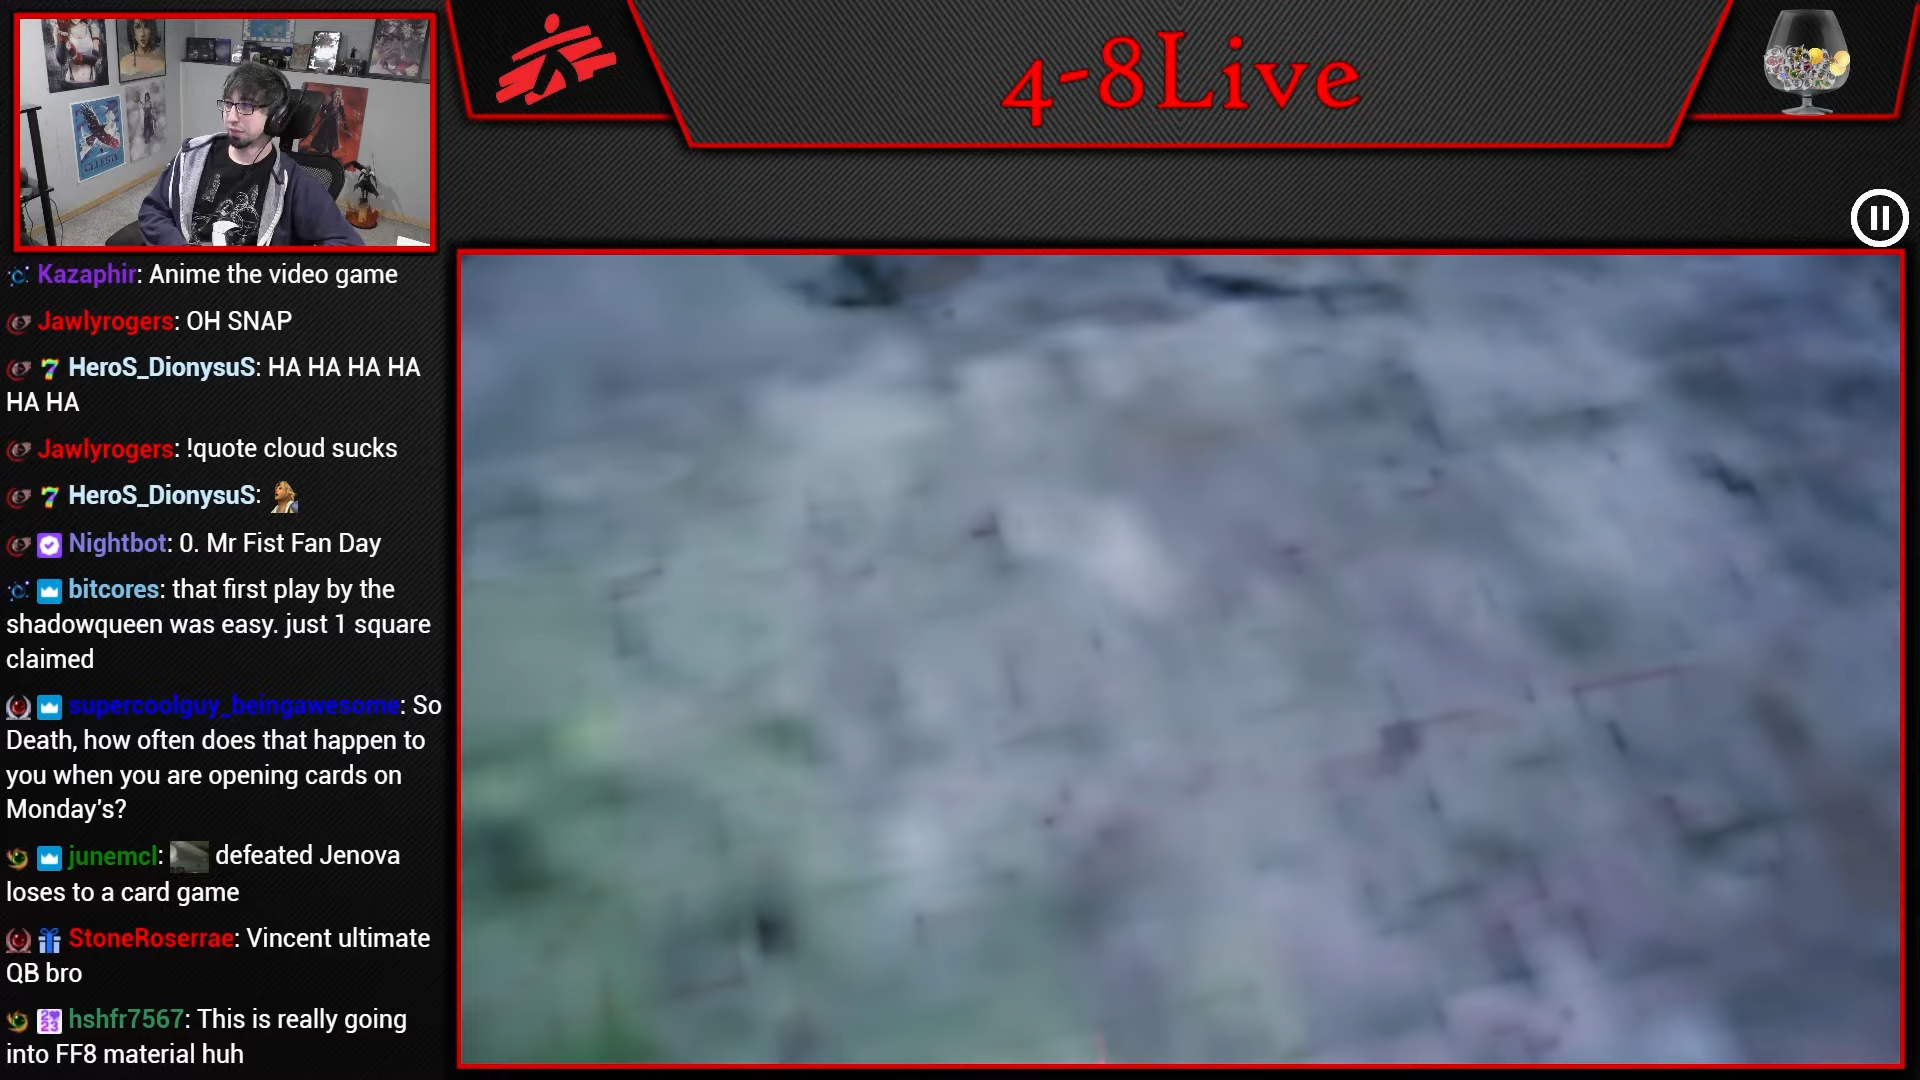 4-8Live
CELESTE
Kazaphir: Anime the video game
Jawlyrogers: OH SNAP
HeroS_DionysuS: HA HA HA HA
HA HA
Jawlyrogers: !quote cloud sucks
HeroS_DionysuS:
Nightbot: 0. Mr Fist Fan Day
bitcores: that first play by the
shadowqueen was easy. just 1 square
claimed
supercoolguy_beingawesome: So
Death, how often does that happen to
you when you are opening cards on
Monday's?
junemcl: defeated Jenova
loses to a card game
StoneRoserrae: Vincent ultimate
QB bro
hshfr7567: This is really going
into FF8 material huh